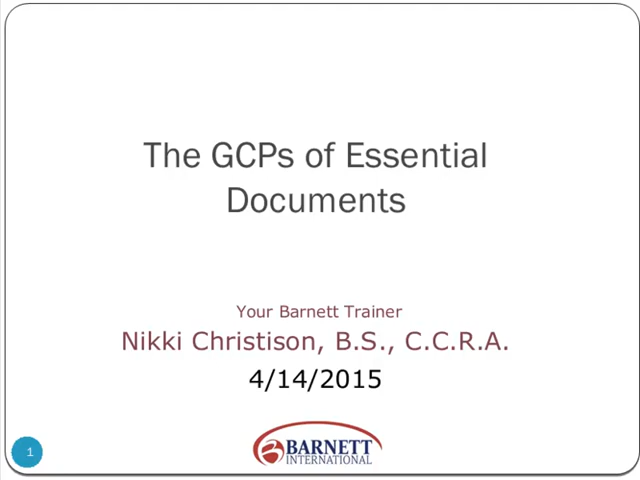 The GCPs of Essential
Documents
Your Barnett Trainer
Nikki Christison, B.S., C.C.R.A.
4/14/2015
1
BARNETT
INTERNATIONAL